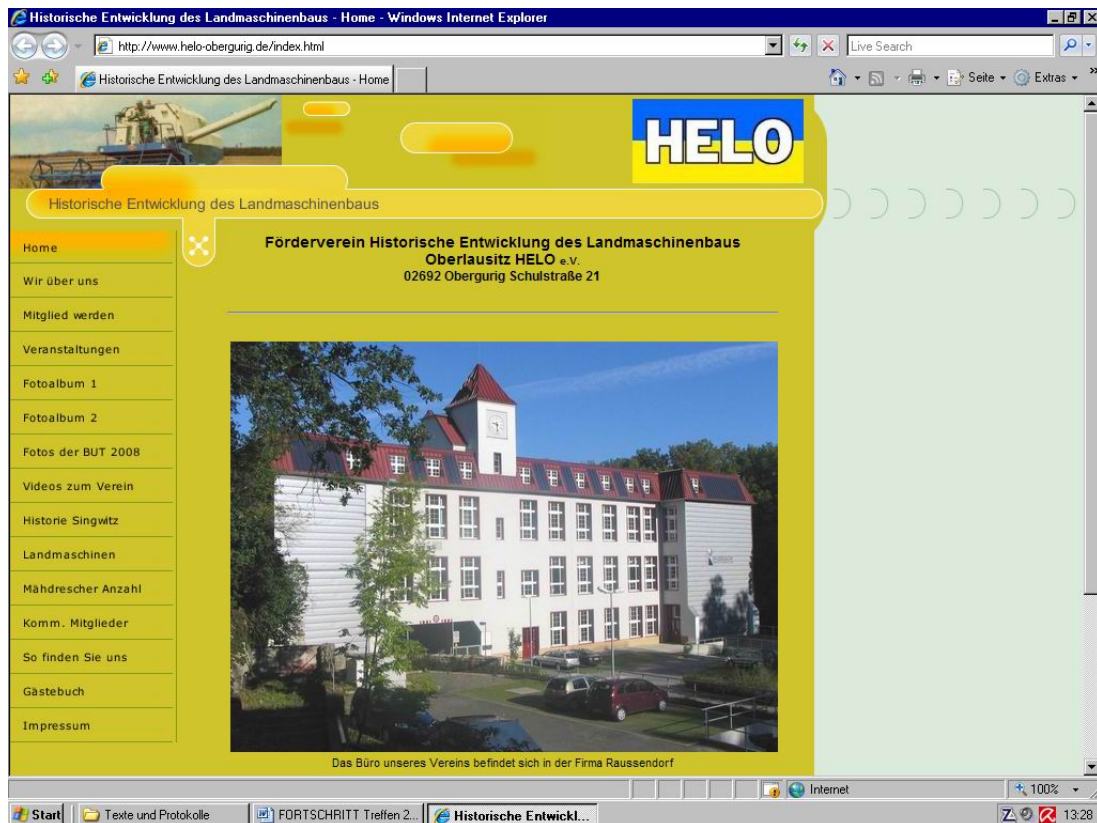 Historische Entwicklung des Landmaschinenbaus - Home - Windows Internet Explorer
http://www.helo-obergurig.de/index.html
Live Search
Historische Entwicklung des Landmaschinenbaus - Home
Seite
Extras
HELO
Historische Entwicklung des Landmaschinenbaus
Home
Wir über uns
Mitglied werden
Veranstaltungen
Fotoalbum 1
Fotoalbum 2
Fotos der BUT 2008
Videos zum Verein
Historie Singwitz
Landmaschinen
Mähdrescher Anzahl
Komm. Mitglieder
So finden Sie uns
Gästebuch
Impressum
Förderverein Historische Entwicklung des Landmaschinenbaus
Oberlausitz HELO e.V.
02692 Obergurig Schulstraße 21
Das Büro unseres Vereins befindet sich in der Firma Raussendorf
Internet
100%
Start
Texte und Protokolle
FORTSCHRITT Treffen 2...
Historische Entwickl...
13:28